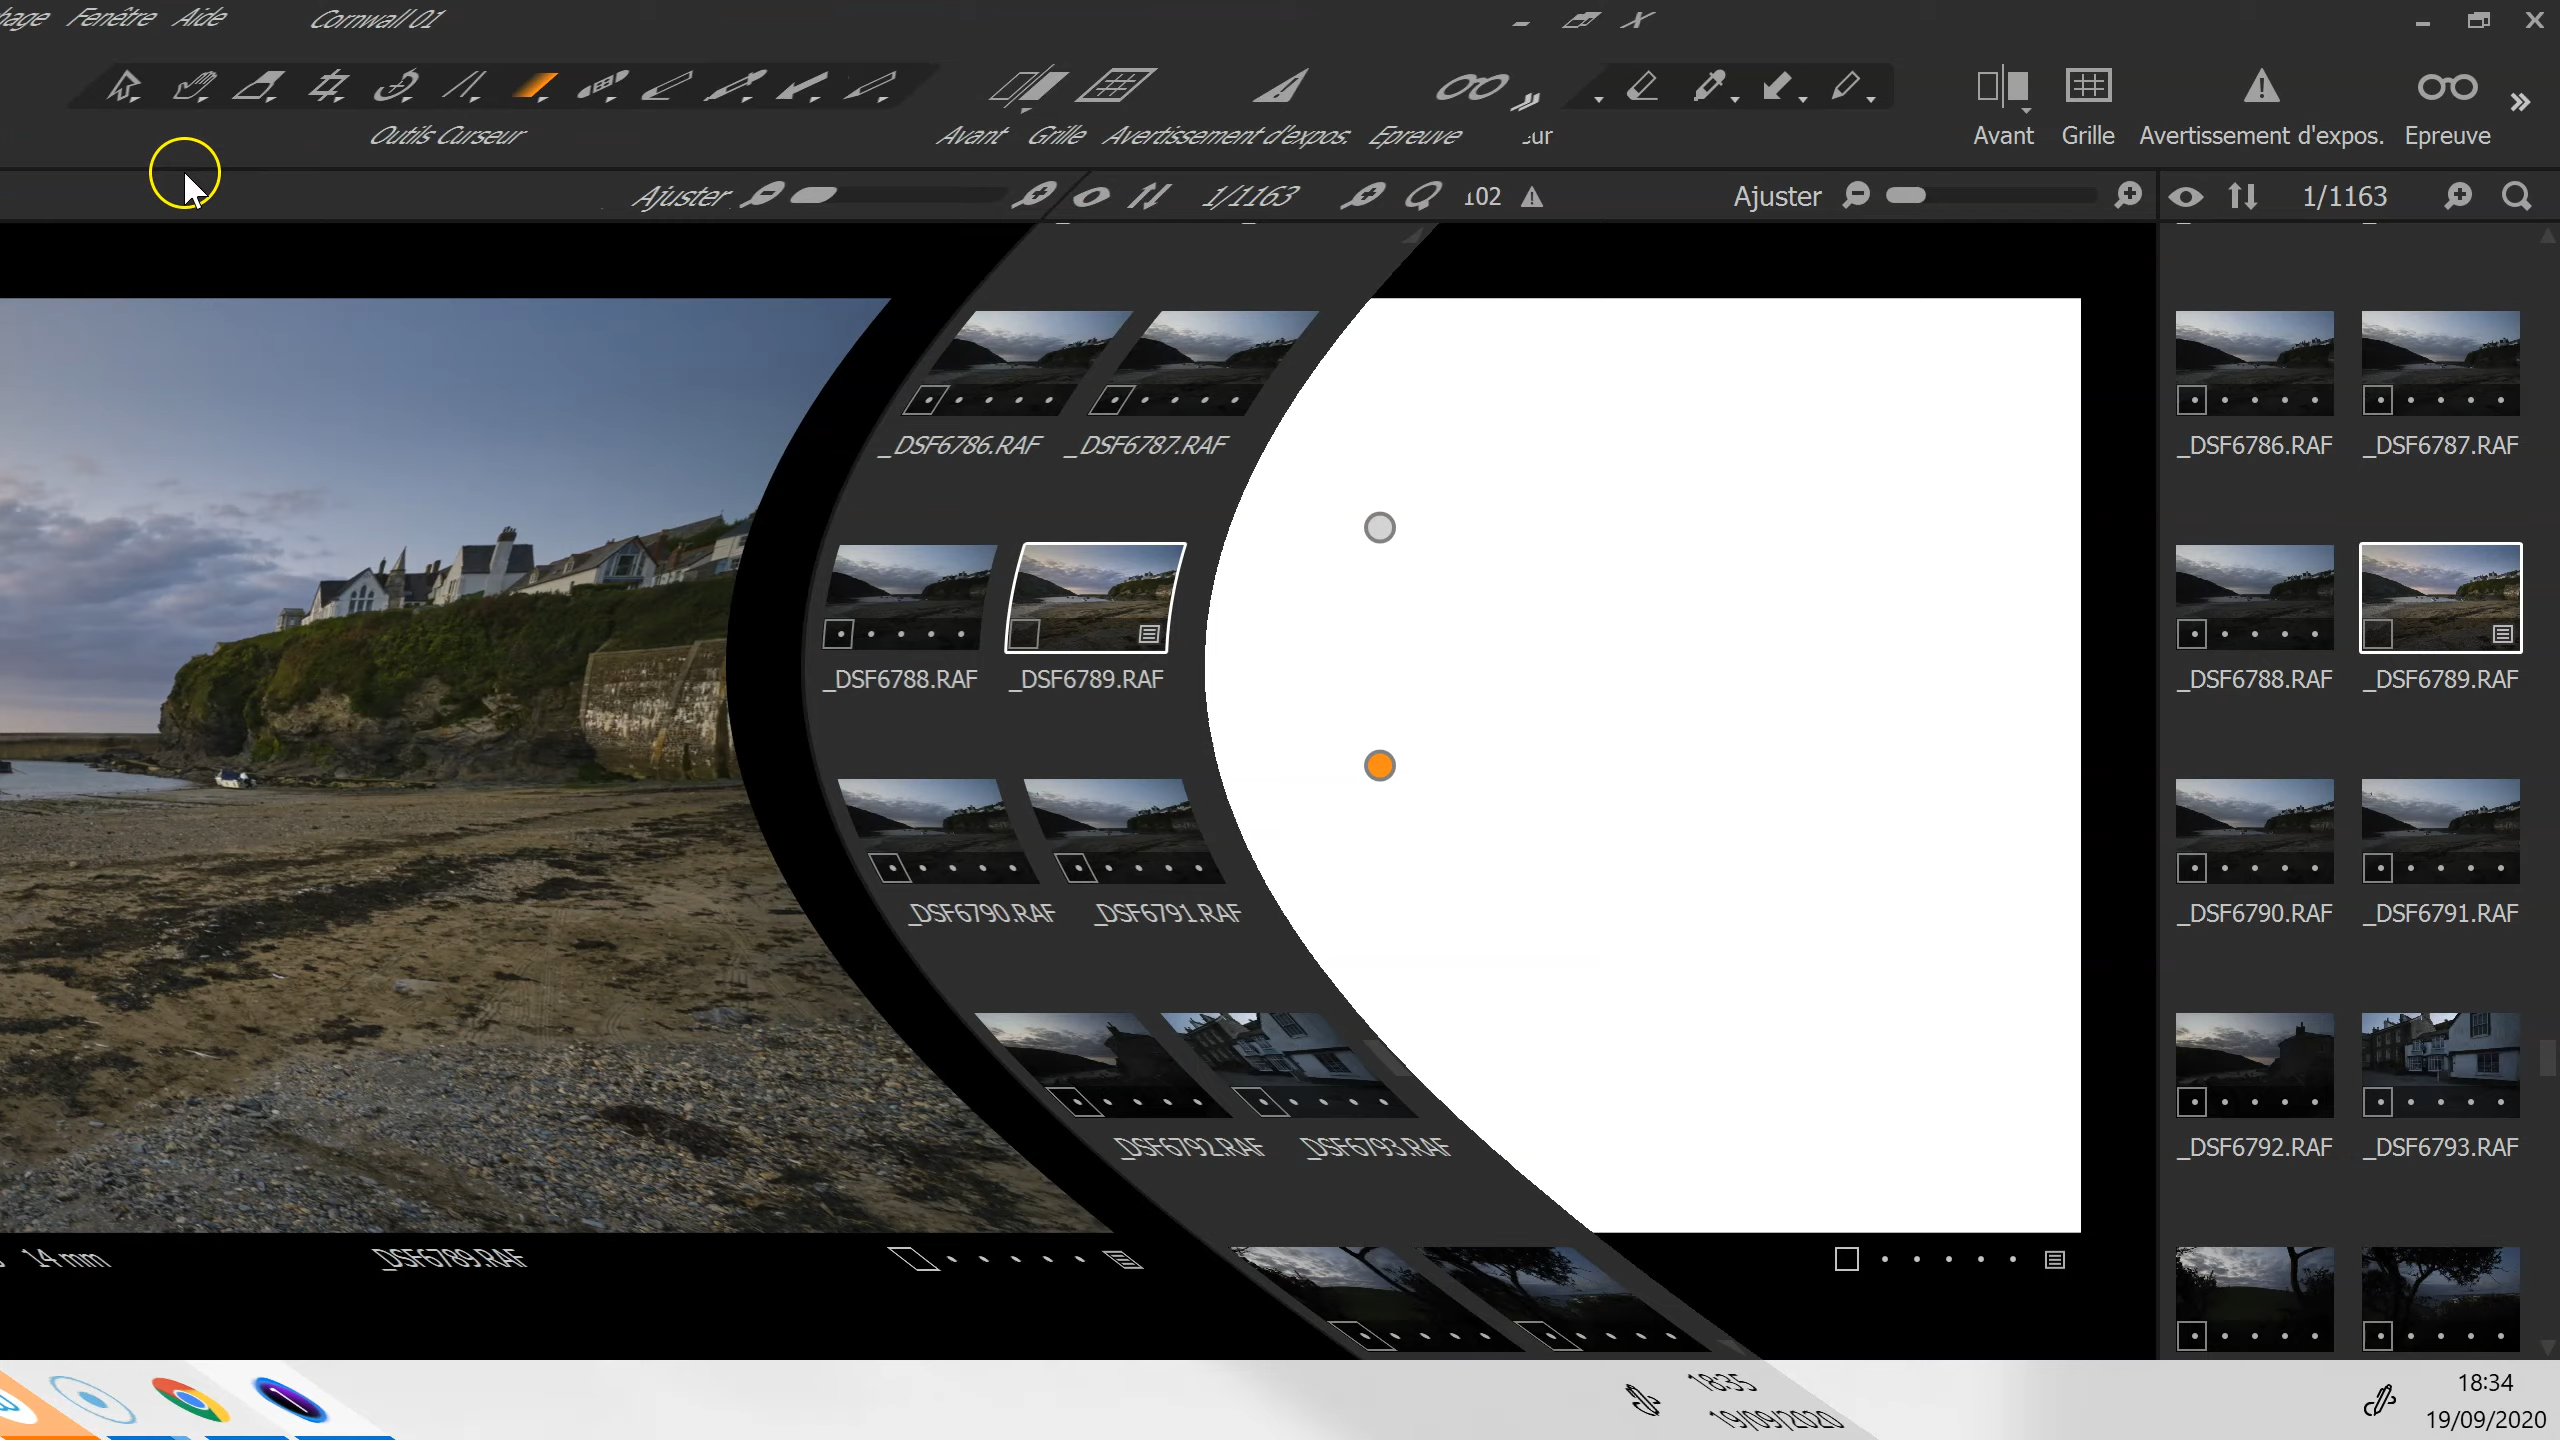 Fenêtre Aide Cornwall 01
Outils Curseur Avant Grille Avertissement d'expos. Epreuve
Avant Grille Avertissement d'expos. Epreuve
Ajuster 1/1163
102 Ajuster 1/1163
_DSF6786.RAF _DSF6787.RAF
_DSF6786.RAF _DSF6787.RAF
_DSF6788.RAF _DSF6789.RAF
_DSF6788.RAF _DSF6789.RAF
_DSF6790.RAF _DSF6791.RAF
_DSF6790.RAF _DSF6791.RAF
_DSF6792.RAF _DSF6793.RAF
_DSF6792.RAF _DSF6793.RAF
14 mm _DSF6789.RAF
18:35
19/09/2020
18:34
19/09/2020